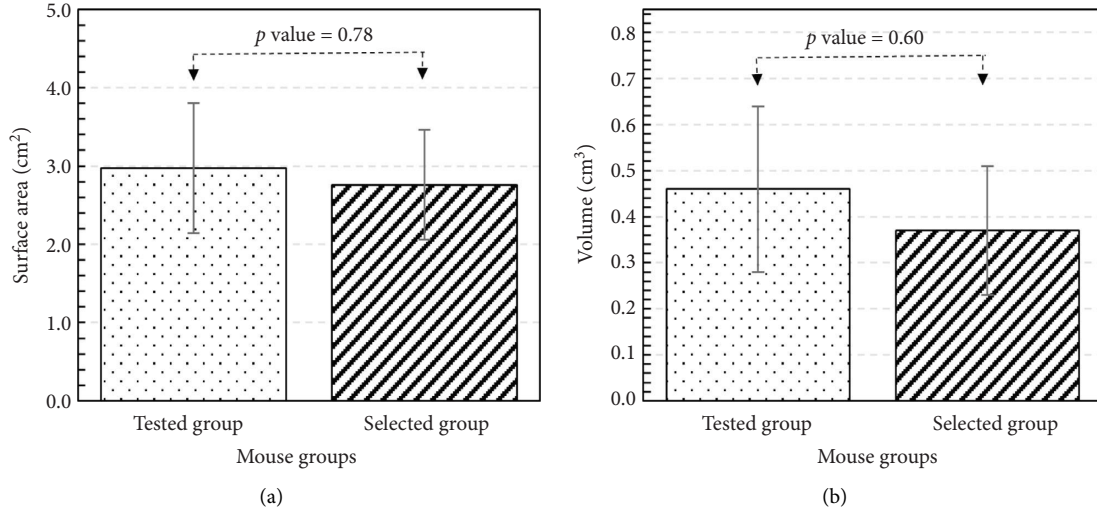 5.0
4.0
3.0
2.0
1.0
0.0
Surface area (cm²)
p value = 0.78
Tested group
Selected group
Mouse groups
(a)
0.8
0.7
0.6
0.5
0.4
0.3
0.2
0.1
0.0
Volume (cm³)
p value = 0.60
Tested group
Selected group
Mouse groups
(b)